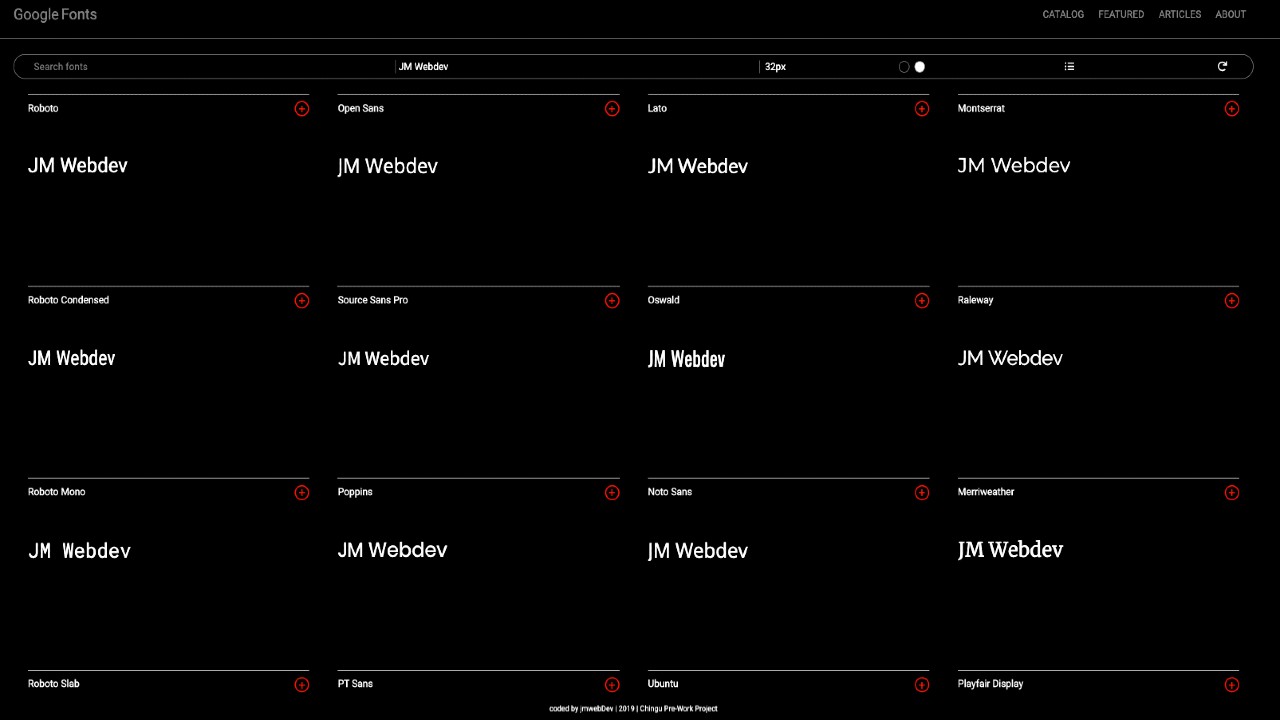 Google Fonts
CATALOG FEATURED ARTICLES ABOUT
Search fonts JM Webdev 32px
Roboto Open Sans Lato Montserrat
JM Webdev JM Webdev JM Webdev JM Webdev
Roboto Condensed Source Sans Pro Oswald Raleway
JM Webdev JM Webdev JM Webdev JM Webdev
Roboto Mono Poppins Noto Sans Merriweather
JM Webdev JM Webdev JM Webdev JM Webdev
Roboto Slab PT Sans Ubuntu Playfair Display
coded by jmwebDev | 2019 | Chingu Pre-Work Project